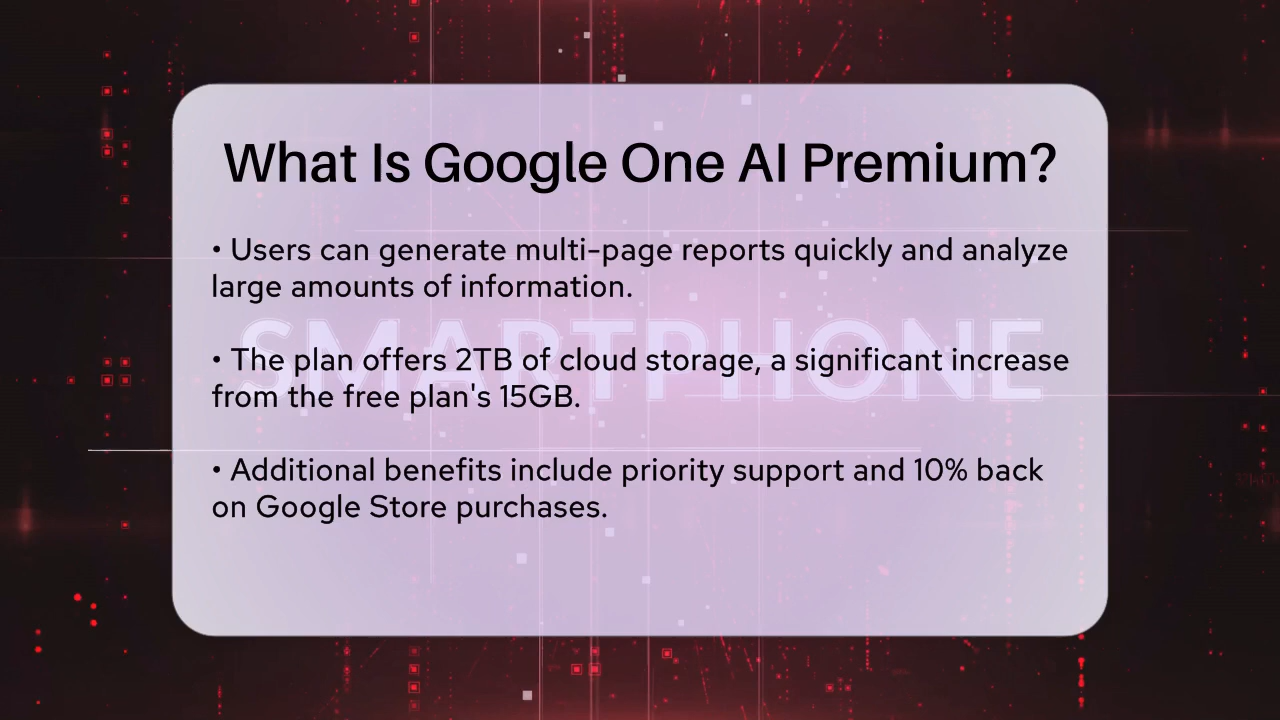 What Is Google One AI Premium?
• Users can generate multi-page reports quickly and analyze
large amounts of information.
SMARTPHONE
• The plan offers 2TB of cloud storage, a significant increase
from the free plan's 15GB.
• Additional benefits include priority support and 10% back
on Google Store purchases.